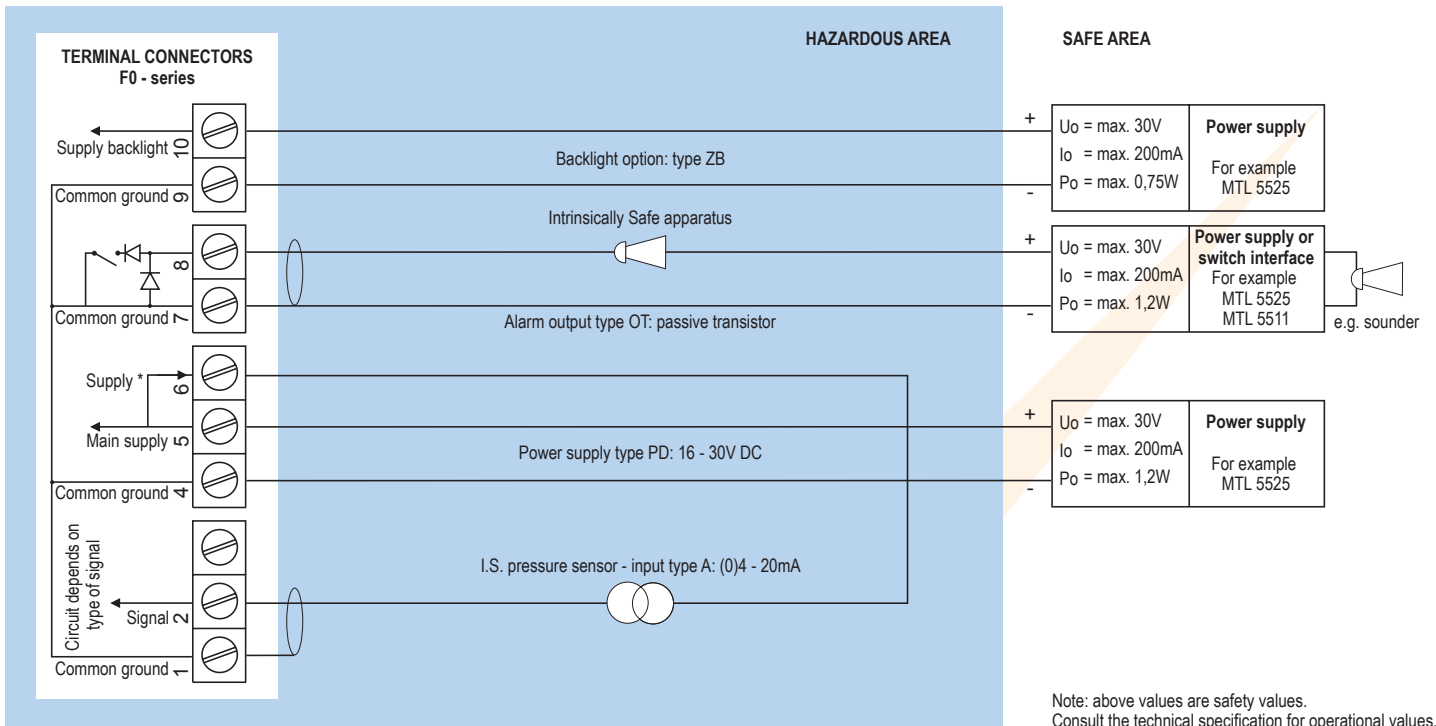 HAZARDOUS AREA
SAFE AREA
TERMINAL CONNECTORS
F0 - series
Supply backlight
10
Common ground
9
8
Common ground
7
Supply *
6
Main supply
5
Common ground
4
Circuit depends on
type of signal
Signal
2
Common ground
1
Backlight option: type ZB
Intrinsically Safe apparatus
Alarm output type OT: passive transistor
Power supply type PD: 16 - 30V DC
I.S. pressure sensor - input type A: (0)4 - 20mA
+
-
Uo = max. 30V
Io = max. 200mA
Po = max. 0,75W
Power supply
For example
MTL 5525
+
-
Uo = max. 30V
Io = max. 200mA
Po = max. 1,2W
Power supply or
switch interface
For example
MTL 5525
MTL 5511
e.g. sounder
+
-
Uo = max. 30V
Io = max. 200mA
Po = max. 1,2W
Power supply
For example
MTL 5525
Note: above values are safety values.
Consult the technical specification for operational values.